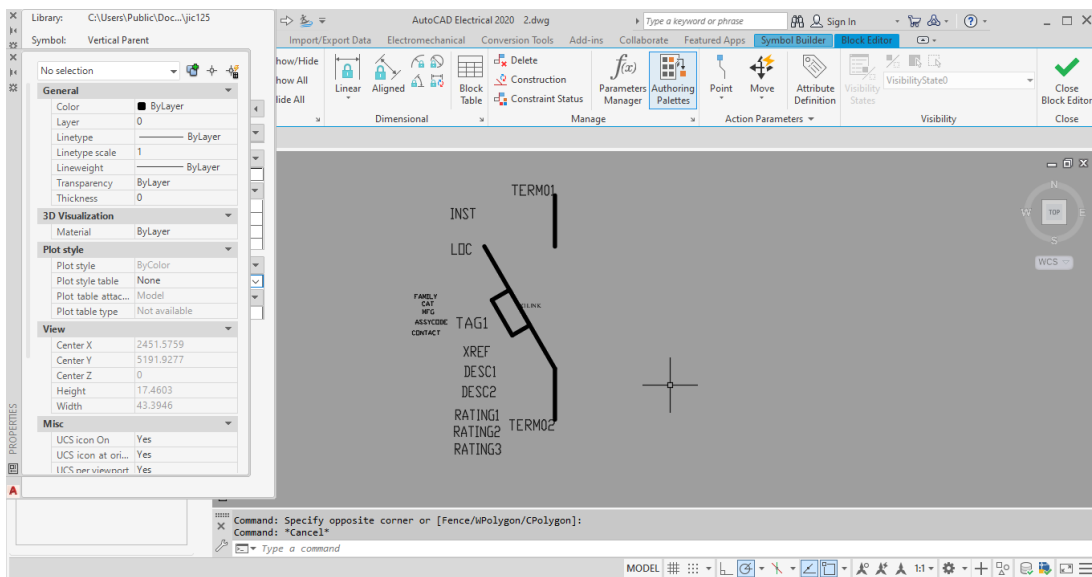 Library: C:\Users\Public\Doc...\jic125
Symbol: Vertical Parent
AutoCAD Electrical 2020 2.dwg
Type a keyword or phrase
Sign In
Import/Export Data Electromechanical Conversion Tools Add-ins Collaborate Featured Apps Symbol Builder Block Editor
how/Hide
how All
lide All
Linear
Aligned
Block
Table
Delete
Construction
Constraint Status
Parameters
Manager
Authoring
Palettes
Point
Move
Attribute
Definition
Visibility
States
VisibilityState0
Close
Block Editor
Dimensional
Manage
Action Parameters
Visibility
Close
No selection
General
Color ByLayer
Layer 0
Linetype ByLayer
Linetype scale 1
Lineweight ByLayer
Transparency ByLayer
Thickness 0
3D Visualization
Material ByLayer
Plot style
Plot style ByColor
Plot style table None
Plot table attac... Model
Plot table type Not available
View
Center X 2451.5759
Center Y 5191.9277
Center Z 0
Height 17.4603
Width 43.3946
Misc
UCS icon On Yes
UCS icon at ori... Yes
UCS per viewport Yes
PROPERTIES
TERM01
INST
LOC
FAMILY
CAT
MFG
ASSYCODE
CONTACT
TAG1
XREF
DESC1
DESC2
RATING1
RATING2
RATING3
TERM02
N
W TOP E
S
WCS
Command: Specify opposite corner or [Fence/WPolygon/CPolygon]:
Command: *Cancel*
Type a command
MODEL 1:1